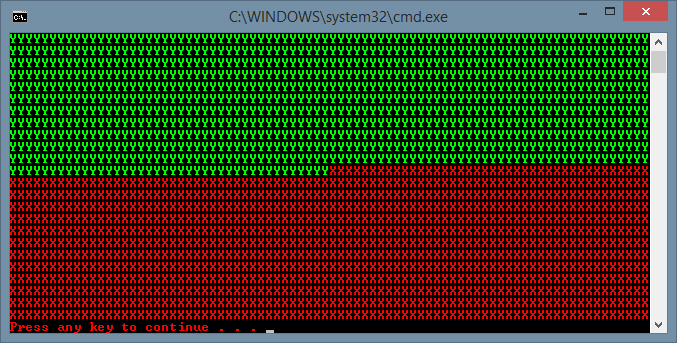 C:\WINDOWS\system32\cmd.exe
YYYYYYYYYYYYYYYYYYYYYYYYYYYYYYYYYYYYYYYYYYYYYYYYYYYYYYYYYYYYYYYYYYYYYYYYYYYYYYYY
YYYYYYYYYYYYYYYYYYYYYYYYYYYYYYYYYYYYYYYYYYYYYYYYYYYYYYYYYYYYYYYYYYYYYYYYYYYYYYYY
YYYYYYYYYYYYYYYYYYYYYYYYYYYYYYYYYYYYYYYYYYYYYYYYYYYYYYYYYYYYYYYYYYYYYYYYYYYYYYYY
YYYYYYYYYYYYYYYYYYYYYYYYYYYYYYYYYYYYYYYYYYYYYYYYYYYYYYYYYYYYYYYYYYYYYYYYYYYYYYYY
YYYYYYYYYYYYYYYYYYYYYYYYYYYYYYYYYYYYYYYYYYYYYYYYYYYYYYYYYYYYYYYYYYYYYYYYYYYYYYYY
YYYYYYYYYYYYYYYYYYYYYYYYYYYYYYYYYYYYYYYYYYYYYYYYYYYYYYYYYYYYYYYYYYYYYYYYYYYYYYYY
YYYYYYYYYYYYYYYYYYYYYYYYYYYYYYYYYYYYYYYYYYYYYYYYYYYYYYYYYYYYYYYYYYYYYYYYYYYYYYYY
YYYYYYYYYYYYYYYYYYYYYYYYYYYYYYYYYYYYYYYYYYYYYYYYYYYYYYYYYYYYYYYYYYYYYYYYYYYYYYYY
YYYYYYYYYYYYYYYYYYYYYYYYYYYYYYYYYYYYYYYYYYYYYYYYYYYYYYYYYYYYYYYYYYYYYYYYYYYYYYYY
YYYYYYYYYYYYYYYYYYYYYYYYYYYYYYYYYYYYYYYYYYYYYYYYYYYYYYYYYYYYYYYYYYYYYYYYYYYYYYYY
YYYYYYYYYYYYYYYYYYYYYYYYYYYYYYYYYYYYYYYYYYYYYYYYYYYYYYYYYYYYYYYYYYYYYYYYYYYYYYYY
YYYYYYYYYYYYYYYYYYYYYYYYYYYYYYYYYYYYYYYYXXXXXXXXXXXXXXXXXXXXXXXXXXXXXXXXXXXXXXXX
XXXXXXXXXXXXXXXXXXXXXXXXXXXXXXXXXXXXXXXXXXXXXXXXXXXXXXXXXXXXXXXXXXXXXXXXXXXXXXXX
XXXXXXXXXXXXXXXXXXXXXXXXXXXXXXXXXXXXXXXXXXXXXXXXXXXXXXXXXXXXXXXXXXXXXXXXXXXXXXXX
XXXXXXXXXXXXXXXXXXXXXXXXXXXXXXXXXXXXXXXXXXXXXXXXXXXXXXXXXXXXXXXXXXXXXXXXXXXXXXXX
XXXXXXXXXXXXXXXXXXXXXXXXXXXXXXXXXXXXXXXXXXXXXXXXXXXXXXXXXXXXXXXXXXXXXXXXXXXXXXXX
XXXXXXXXXXXXXXXXXXXXXXXXXXXXXXXXXXXXXXXXXXXXXXXXXXXXXXXXXXXXXXXXXXXXXXXXXXXXXXXX
XXXXXXXXXXXXXXXXXXXXXXXXXXXXXXXXXXXXXXXXXXXXXXXXXXXXXXXXXXXXXXXXXXXXXXXXXXXXXXXX
XXXXXXXXXXXXXXXXXXXXXXXXXXXXXXXXXXXXXXXXXXXXXXXXXXXXXXXXXXXXXXXXXXXXXXXXXXXXXXXX
XXXXXXXXXXXXXXXXXXXXXXXXXXXXXXXXXXXXXXXXXXXXXXXXXXXXXXXXXXXXXXXXXXXXXXXXXXXXXXXX
XXXXXXXXXXXXXXXXXXXXXXXXXXXXXXXXXXXXXXXXXXXXXXXXXXXXXXXXXXXXXXXXXXXXXXXXXXXXXXXX
XXXXXXXXXXXXXXXXXXXXXXXXXXXXXXXXXXXXXXXXXXXXXXXXXXXXXXXXXXXXXXXXXXXXXXXXXXXXXXXX
XXXXXXXXXXXXXXXXXXXXXXXXXXXXXXXXXXXXXXXXXXXXXXXXXXXXXXXXXXXXXXXXXXXXXXXXXXXXXXXX
XXXXXXXXXXXXXXXXXXXXXXXXXXXXXXXXXXXXXXXXXXXXXXXXXXXXXXXXXXXXXXXXXXXXXXXXXXXXXXXX
Press any key to continue . . .